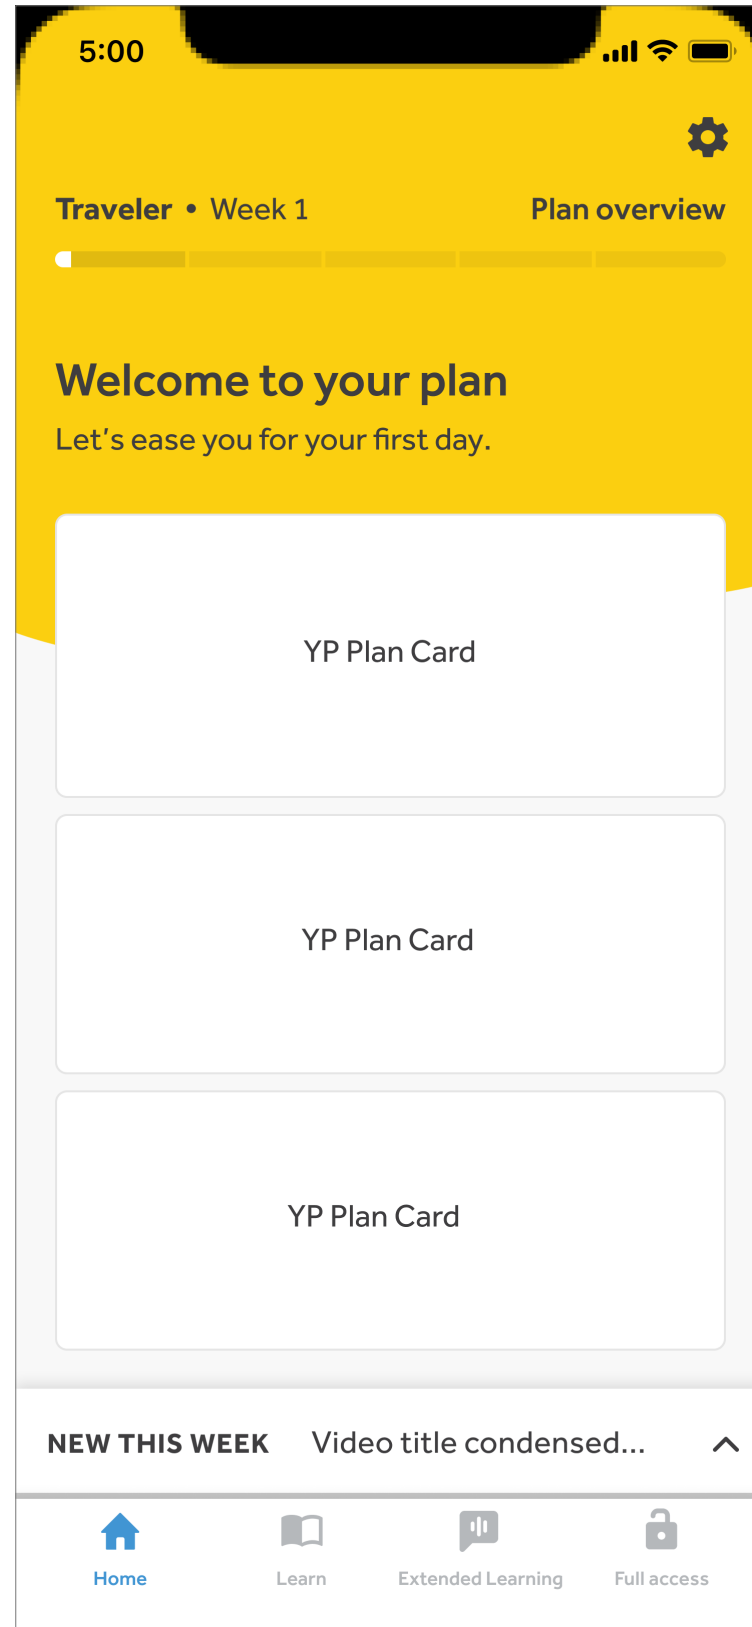 5:00
Traveler • Week 1
Plan overview
Welcome to your plan
Let's ease you for your first day.
YP Plan Card
YP Plan Card
YP Plan Card
NEW THIS WEEK Video title condensed...
Home
Learn
Extended Learning
Full access